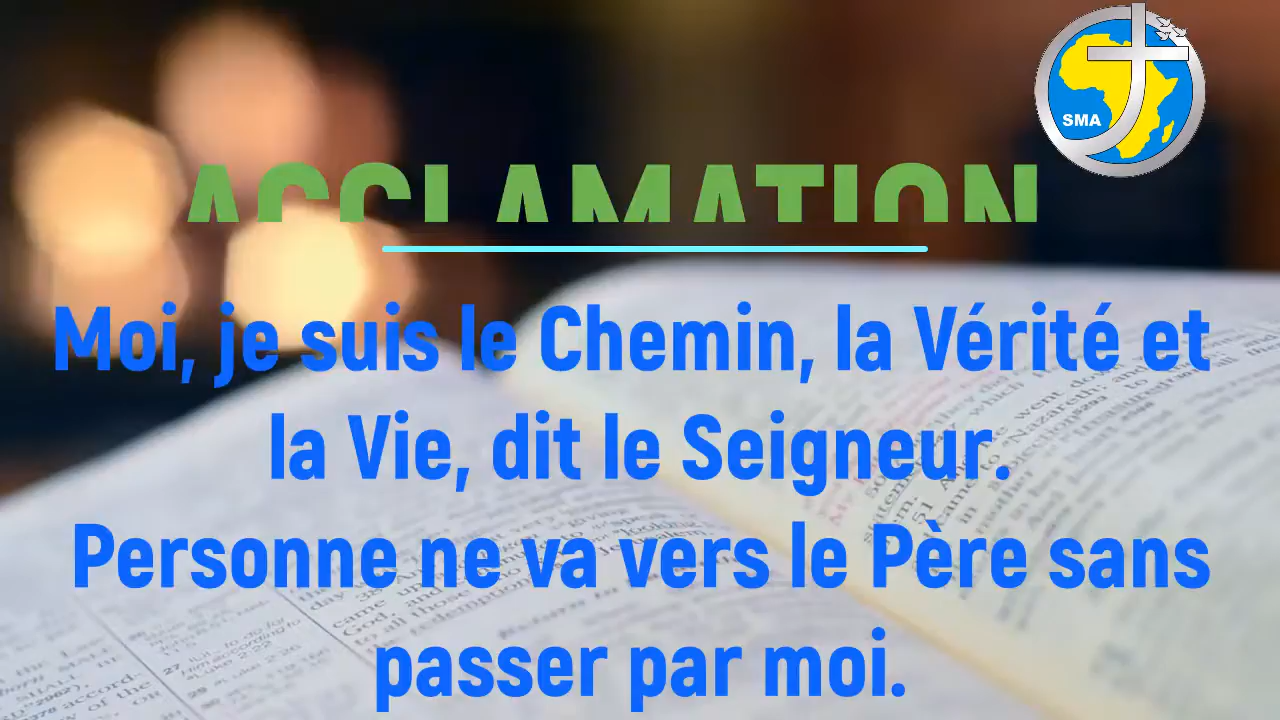 SMA
ACCLAMATION
Moi, je suis le Chemin, la Vérité et
la Vie, dit le Seigneur.
Personne ne va vers le Père sans
passer par moi.